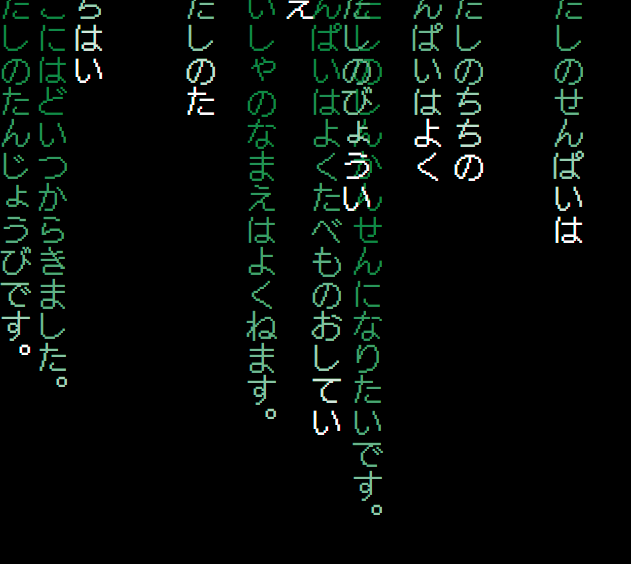 たしのせんぱいは
たしのちちの
んぱいはよく
たしのしんかんせんになりたいです。
たしのびょうい
んぱいはよくたべものおしてい
え
いしゃのなまえはよくねます。
たしのた
らはい
こにはどいつからきました。
たしのたんじょうびです。